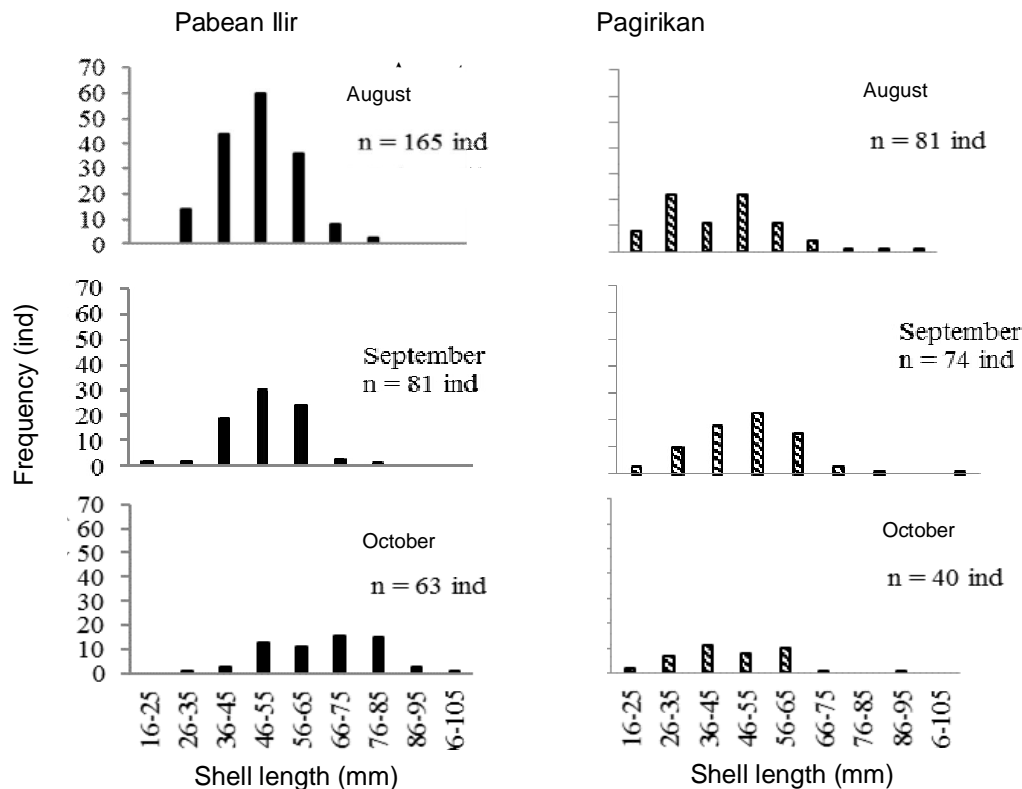 Pabean Ilir
Pagirikan
70
60
50
40
30
20
10
0
August
n = 165 ind
August
n = 81 ind
Frequency (ind)
70
60
50
40
30
20
10
0
September
n = 81 ind
September
n = 74 ind
70
60
50
40
30
20
10
0
October
n = 63 ind
October
n = 40 ind
16-25
26-35
36-45
46-55
56-65
66-75
76-85
86-95
6-105
Shell length (mm)
16-25
26-35
36-45
46-55
56-65
66-75
76-85
86-95
6-105
Shell length (mm)